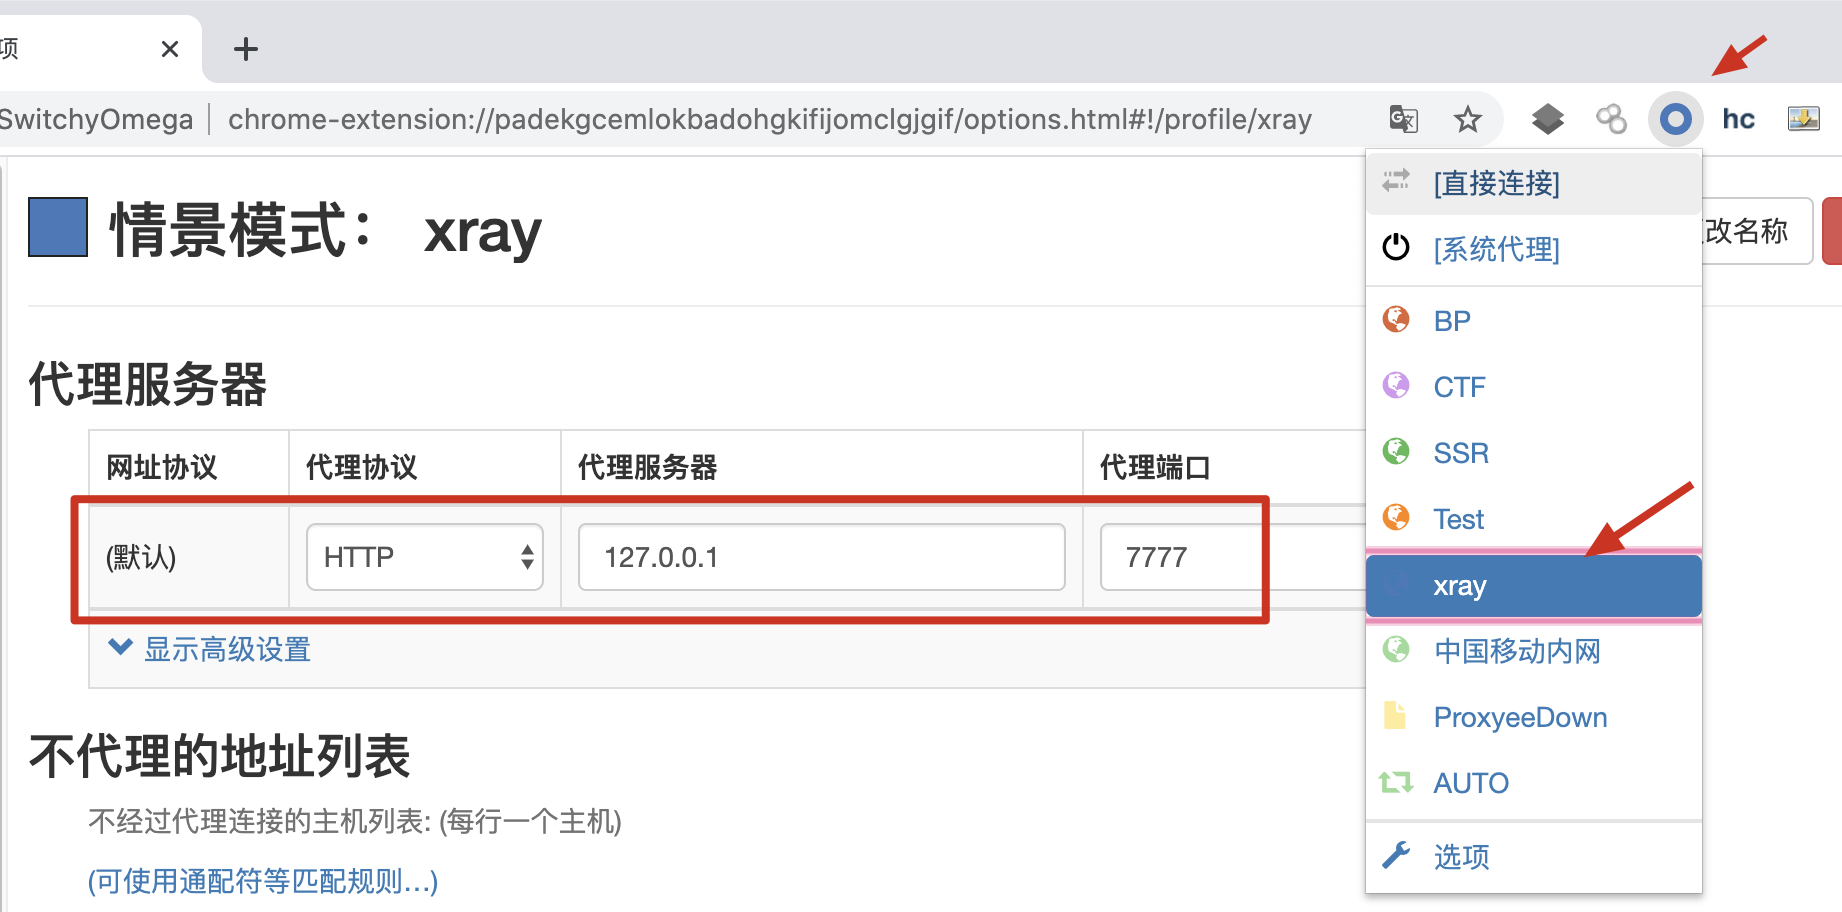 项
SwitchyOmega
chrome-extension://padekgcemlokbadohgkifijomclgjgif/options.html#!/profile/xray
hc
情景模式： xray
改名称
代理服务器
网址协议 代理协议 代理服务器 代理端口
(默认) HTTP 127.0.0.1 7777
显示高级设置
不代理的地址列表
不经过代理连接的主机列表: (每行一个主机)
(可使用通配符等匹配规则…)
[直接连接]
[系统代理]
BP
CTF
SSR
Test
xray
中国移动内网
ProxyeeDown
AUTO
选项